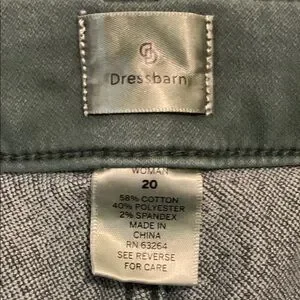 Dressbarn
WOMAN
20
58% COTTON
40% POLYESTER
2% SPANDEX
MADE IN
CHINA
RN 63264
SEE REVERSE
FOR CARE